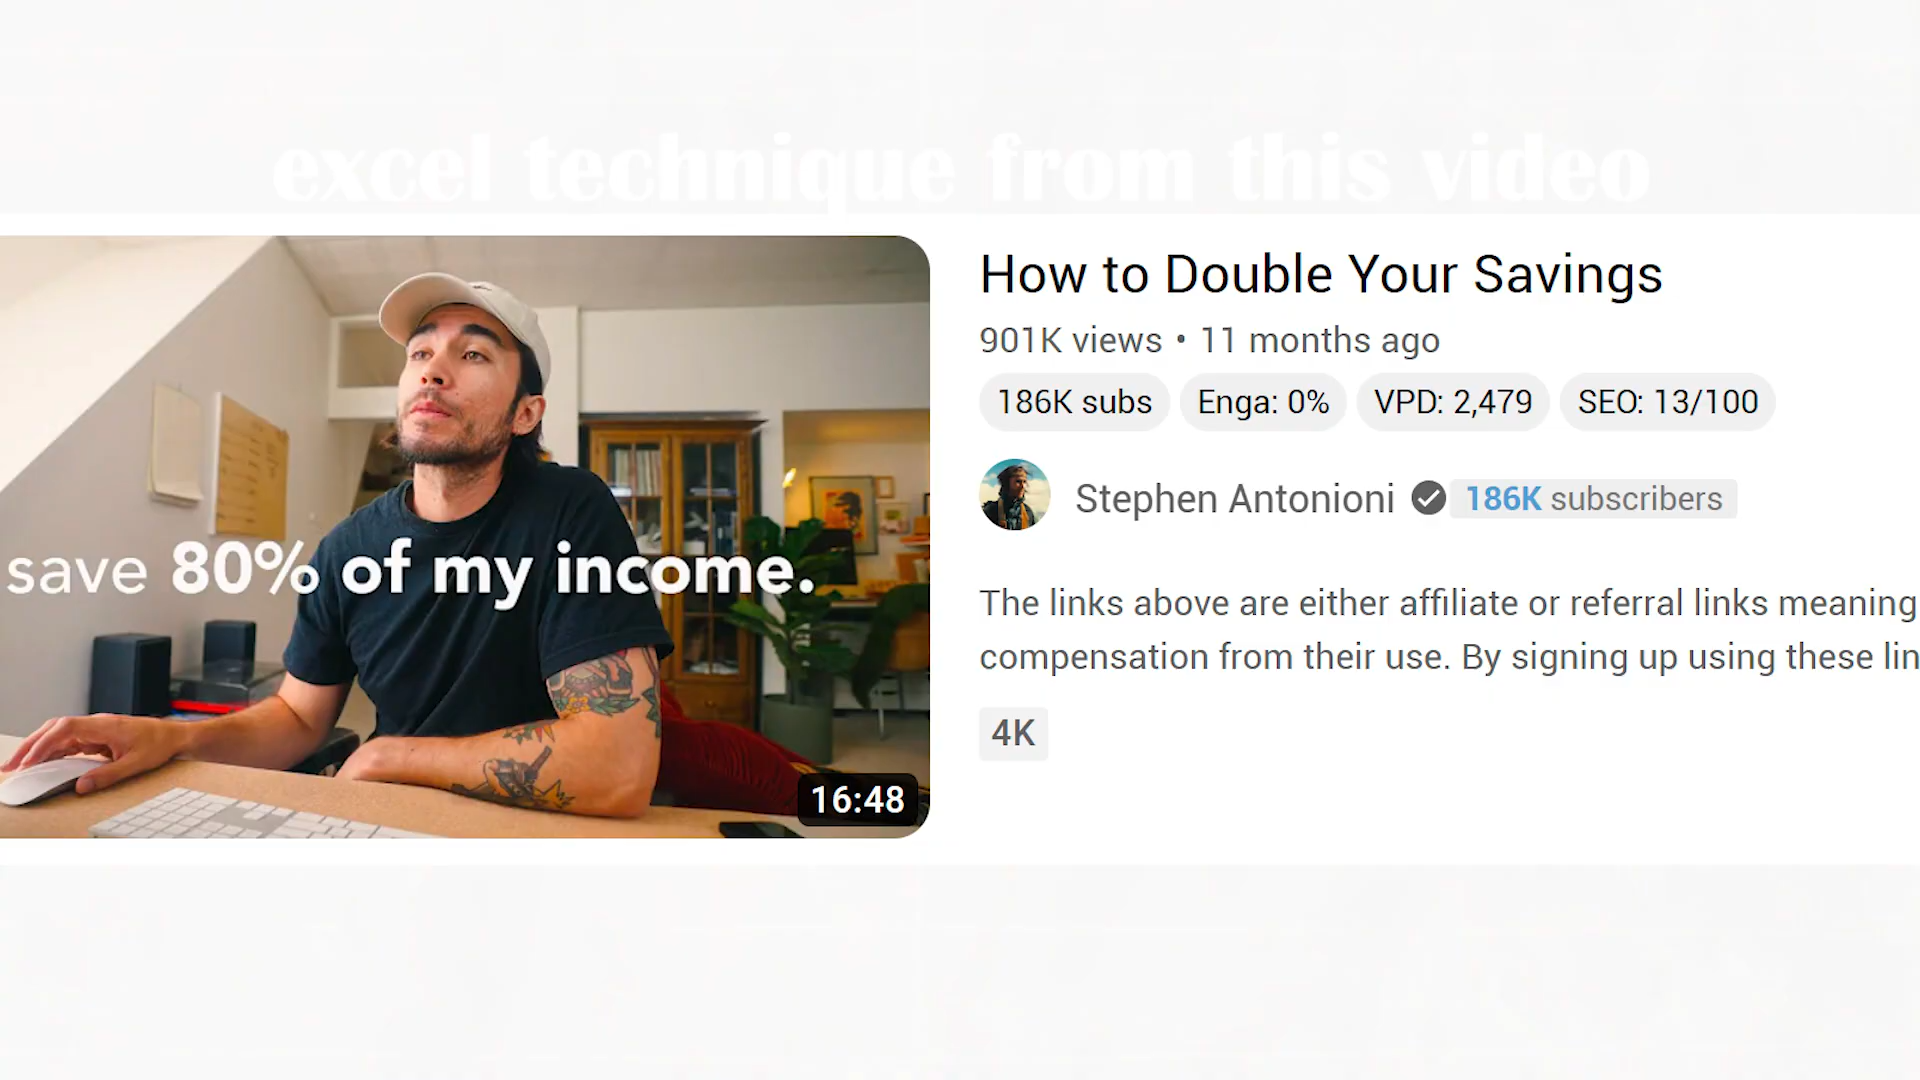 excel technique from this video
How to Double Your Savings
901K views • 11 months ago
186K subs Enga: 0% VPD: 2,479 SEO: 13/100
Stephen Antonioni 186K subscribers
The links above are either affiliate or referral links meaning
compensation from their use. By signing up using these lin
4K
save 80% of my income.
16:48